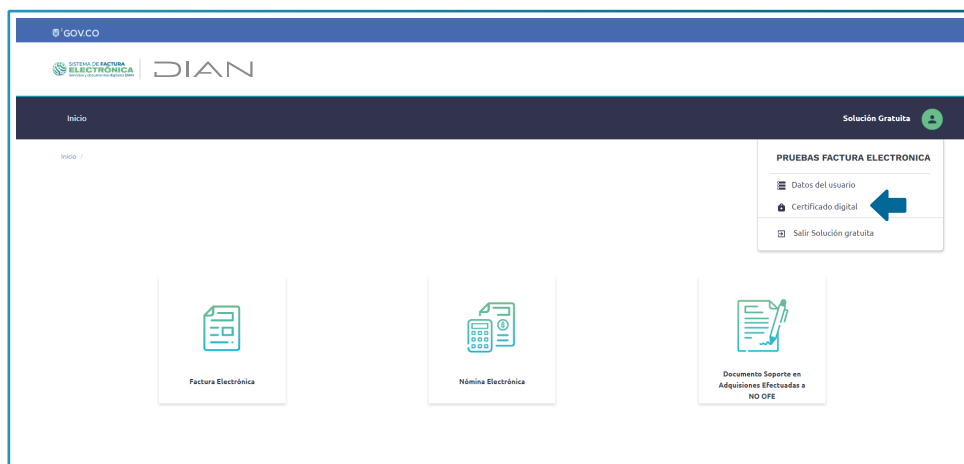 GOV.CO
SISTEMA DE FACTURA
ELECTRÓNICA
DIAN
Inicio
Solución Gratuita
Inicio /
PRUEBAS FACTURA ELECTRONICA
Datos del usuario
Certificado digital
Salir Solución gratuita
Factura Electrónica
Nómina Electrónica
Documento Soporte en
Adquisiones Efectuadas a
NO OFE